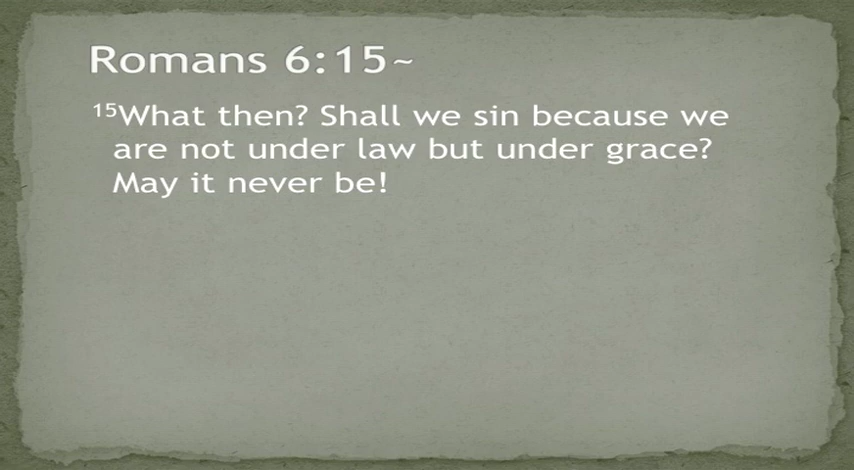 Romans 6:15~
15What then? Shall we sin because we
are not under law but under grace?
May it never be!